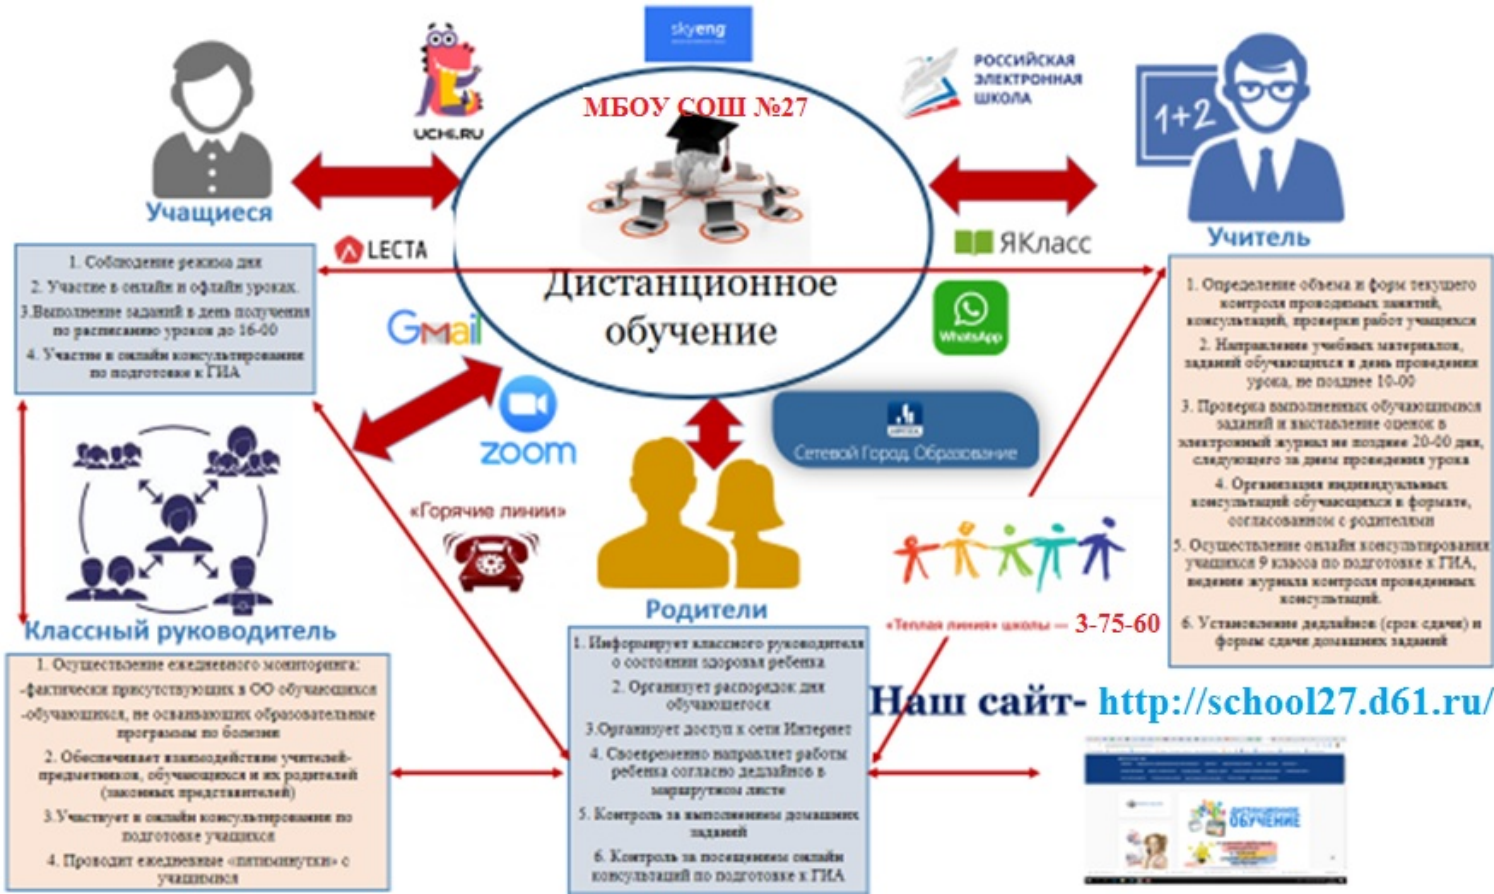 skyeng
МБОУ СОШ №27
UCHi.RU
РОССИЙСКАЯ
ЭЛЕКТРОННАЯ
ШКОЛА
1+2
Учащиеся
Учитель
LECTA
ЯКласс
Дистанционное
обучение
Gmail
WhatsApp
zoom
Сетевой Город. Образование
1. Соблюдение режима дня
2. Участие в онлайн и офлайн уроках.
3.Выполнение заданий в день получения
по расписанию уроков до 16-00
4. Участие в онлайн консультирования
по подготовке к ГИА
1. Определение объема и форм текущего
контроля проводимых занятий,
консультаций, проверки работ учащихся
2. Направление учебных материалов,
заданий обучающихся в день проведения
урока, не позднее 10-00
3. Проверка выполненных обучающимися
заданий и выставление оценок в
электронный журнал не позднее 20-00 дня,
следующего за днем проведения урока
4. Организация индивидуальных
консультаций обучающихся в формате,
согласованном с родителями
5. Осуществление онлайн консультирования
учащихся 9 класса по подготовке к ГИА,
ведение журнала контроля проведенных
консультаций.
6. Установление дедлайнов (срок сдачи) и
формы сдачи домашних заданий
«Горячие линии»
Классный руководитель
1. Осуществление ежедневного мониторинга:
-фактически присутствующих в ОО обучающихся
-обучающихся, не осваивающих образовательные
программы по болезни
2. Обеспечивает взаимодействие учителей-
предметников, обучающихся и их родителей
(законных представителей)
3.Участвует в онлайн консультирования по
подготовке учащихся
4. Проводит ежедневные «пятиминутки» с
учащимися
Родители
1. Информирует классного руководителя
о состоянии здоровья ребенка
2. Организует распорядок дня
обучающегося
3.Организует доступ к сети Интернет
4. Своевременно направляет работы
ребенка согласно дедлайнов в
маршрутном листе
5. Контроль за выполнением домашних
заданий
6. Контроль за посещением онлайн
консультаций по подготовке к ГИА
«Теплая линия» школы — 3-75-60
Наш сайт- http://school27.d61.ru/
ДИСТАНЦИОННОЕ
ОБУЧЕНИЕ